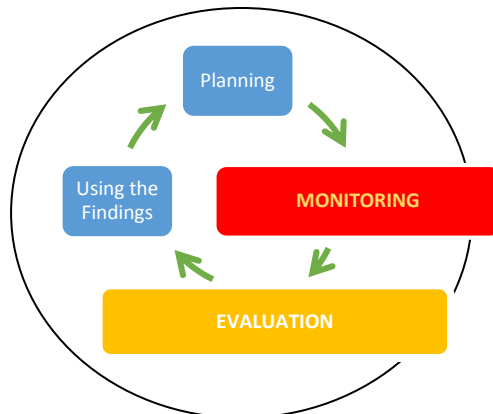 Planning
MONITORING
EVALUATION
Using the
Findings